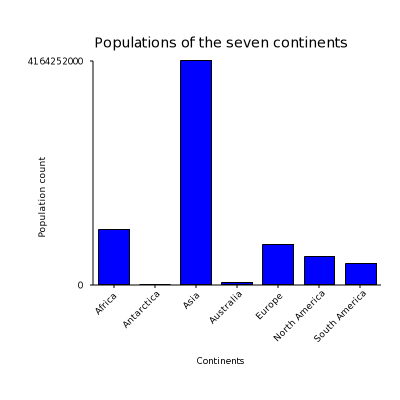 Populations of the seven continents
4164252000
Population count
0
Africa
Antarctica
Asia
Australia
Europe
North America
South America
Continents